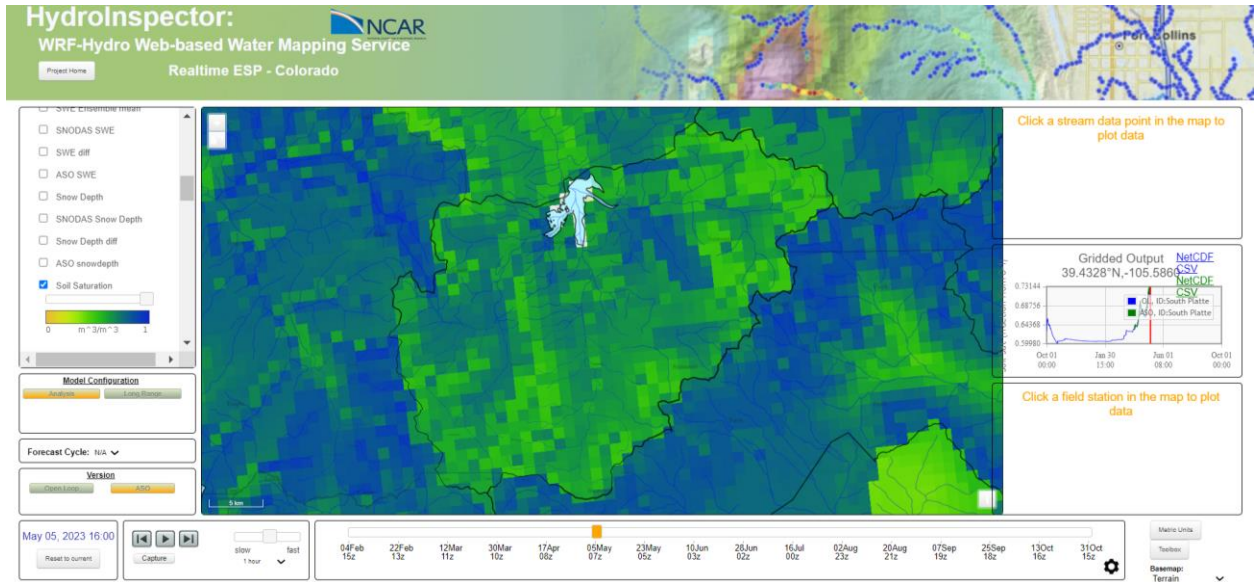 HydroInspector:
NCAR
WRF-Hydro Web-based Water Mapping Service
Project Home
Realtime ESP - Colorado
Fort Collins
SWE Ensemble mean
SNODAS SWE
SWE diff
ASO SWE
Snow Depth
SNODAS Snow Depth
Snow Depth diff
ASO snowdepth
Soil Saturation
0 m^3/m^3 1
Model Configuration
Analysis Long Range
Forecast Cycle: N/A
Version
Open Loop ASO
5 km
Click a stream data point in the map to
plot data
Gridded Output
39.4328°N,-105.5860
NetCDF
CSV
NetCDF
CSV
0.73144
0.68756
0.64368
0.59980
OL, ID:South Platte
ASO, ID:South Platte
Oct 01 Jan 30 Jun 01 Oct 01
00:00 13:00 08:00 00:00
Click a field station in the map to plot
data
May 05, 2023 16:00
Reset to current
Capture
slow fast
1 hour
04Feb 22Feb 12Mar 30Mar 17Apr 05May 23May 10Jun 28Jun 16Jul 02Aug 20Aug 07Sep 25Sep 13Oct 31Oct
15z 13z 11z 10z 08z 07z 05z 03z 02z 00z 23z 21z 19z 18z 16z 15z
Metric Units
Toolbox
Basemap:
Terrain